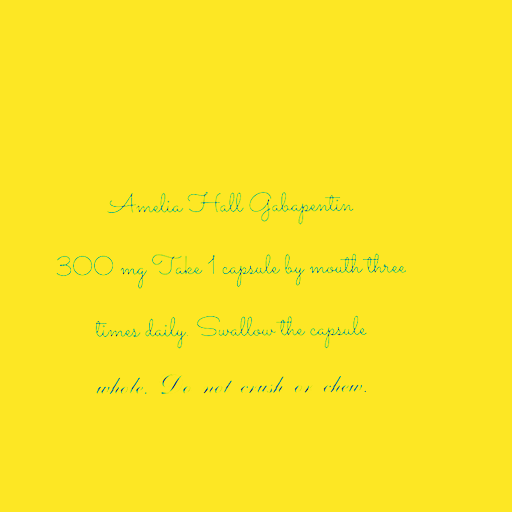 Amelia Hall Gabapentin
300 mg Take 1 capsule by mouth three
times daily. Swallow the capsule
whole. Do not crush or chew.